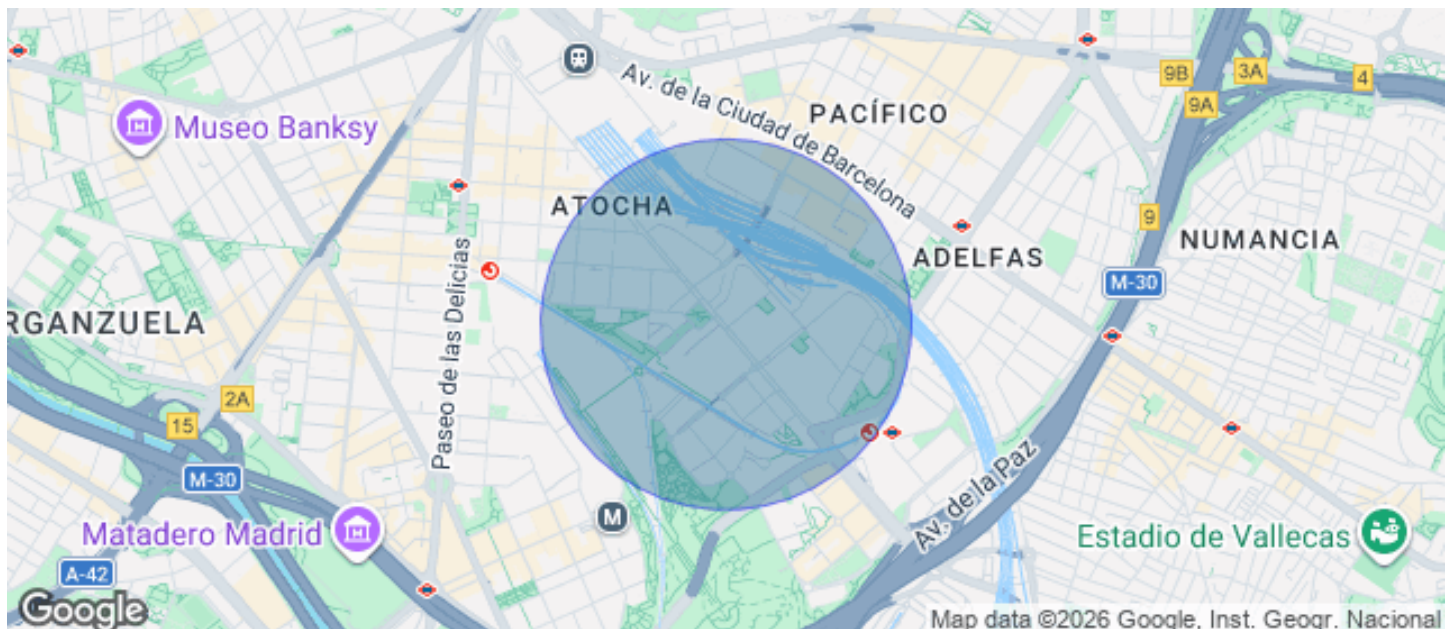 Av. de la Ciudad de Barcelona
9B
3A
4
9A
PACÍFICO
Museo Banksy
ATOCHA
9
NUMANCIA
ADELFAS
M-30
RGANZUELA
Paseo de las Delicias
2A
15
M-30
M
Av. de la Paz
Matadero Madrid
Estadio de Vallecas
A-42
Google
Map data ©2026 Google, Inst. Geogr. Nacional